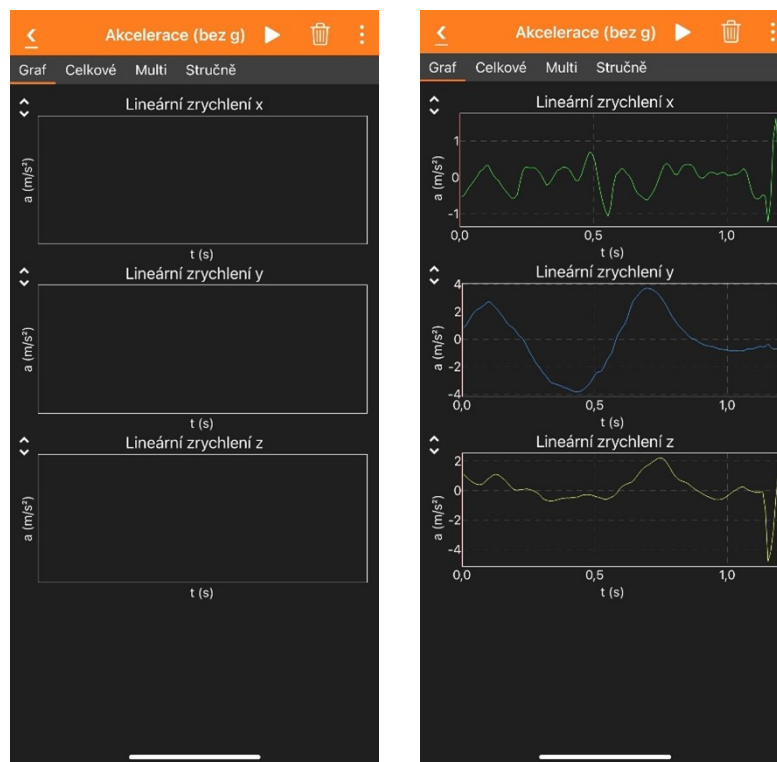 Akcelerace (bez g)
Graf Celkové Multi Stručně
Lineární zrychlení x
a (m/s²)
t (s)
Lineární zrychlení y
a (m/s²)
t (s)
Lineární zrychlení z
a (m/s²)
t (s)
Akcelerace (bez g)
Graf Celkové Multi Stručně
Lineární zrychlení x
1
0
-1
a (m/s²)
0,0 0,5 1,0
t (s)
Lineární zrychlení y
4
2
0
-2
-4
a (m/s²)
0,0 0,5 1,0
t (s)
Lineární zrychlení z
2
0
-2
-4
a (m/s²)
0,0 0,5 1,0
t (s)